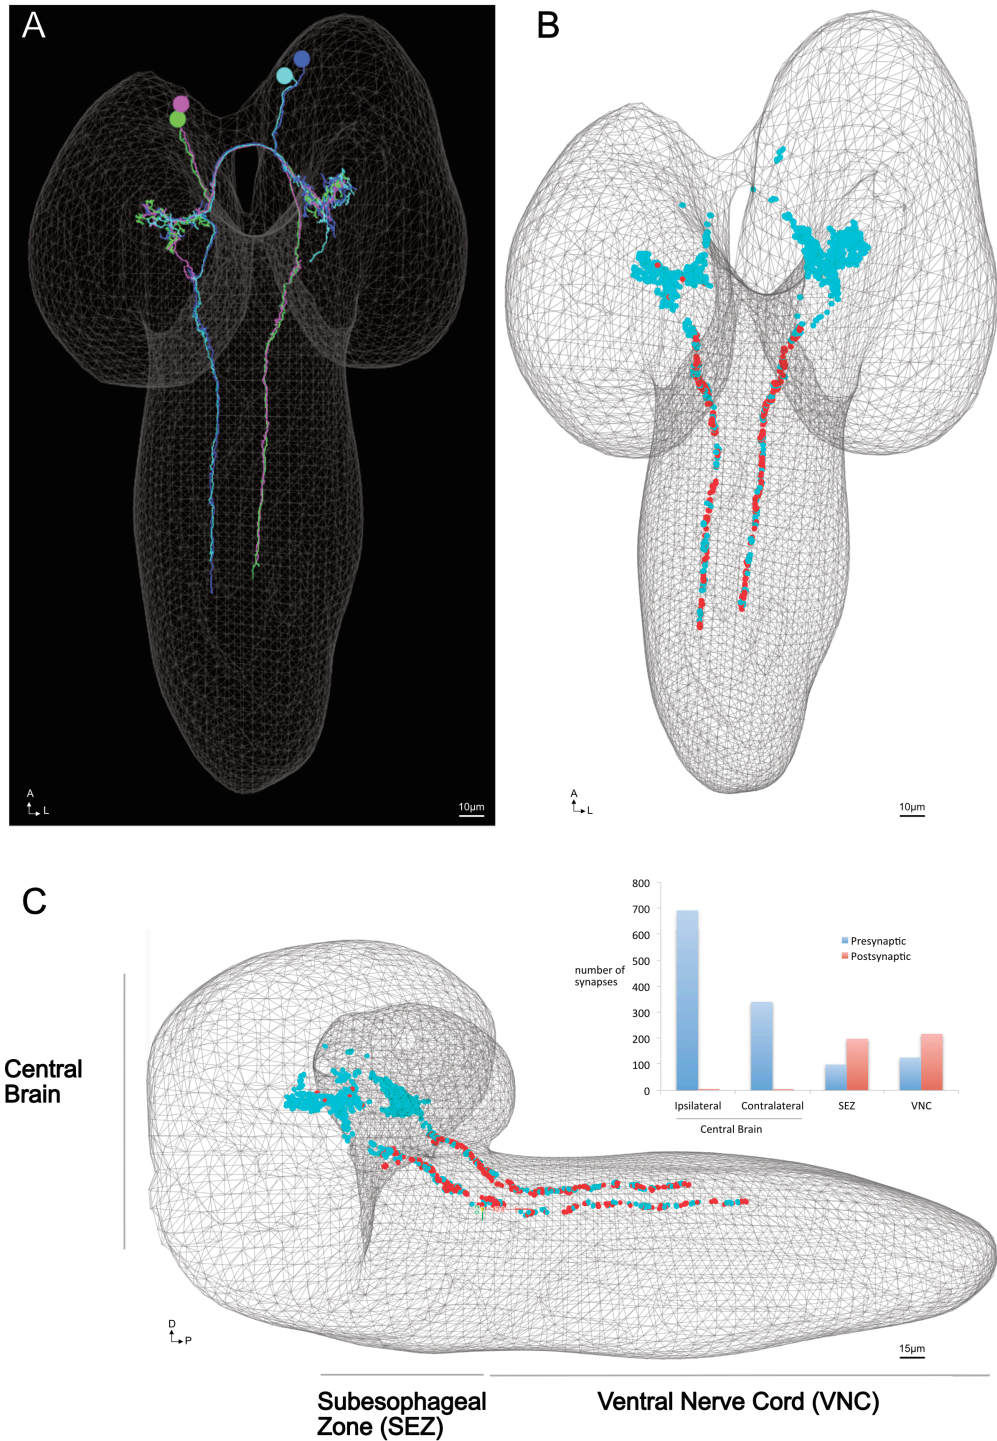 A
A
L
10μm
B
A
L
10μm
C
800
700
600
500
400
300
200
100
0
number of
synapses
Presynaptic
Postsynaptic
Ipsilateral
Contralateral
SEZ
VNC
Central Brain
Central
Brain
D
P
15μm
Subesophageal
Zone (SEZ)
Ventral Nerve Cord (VNC)